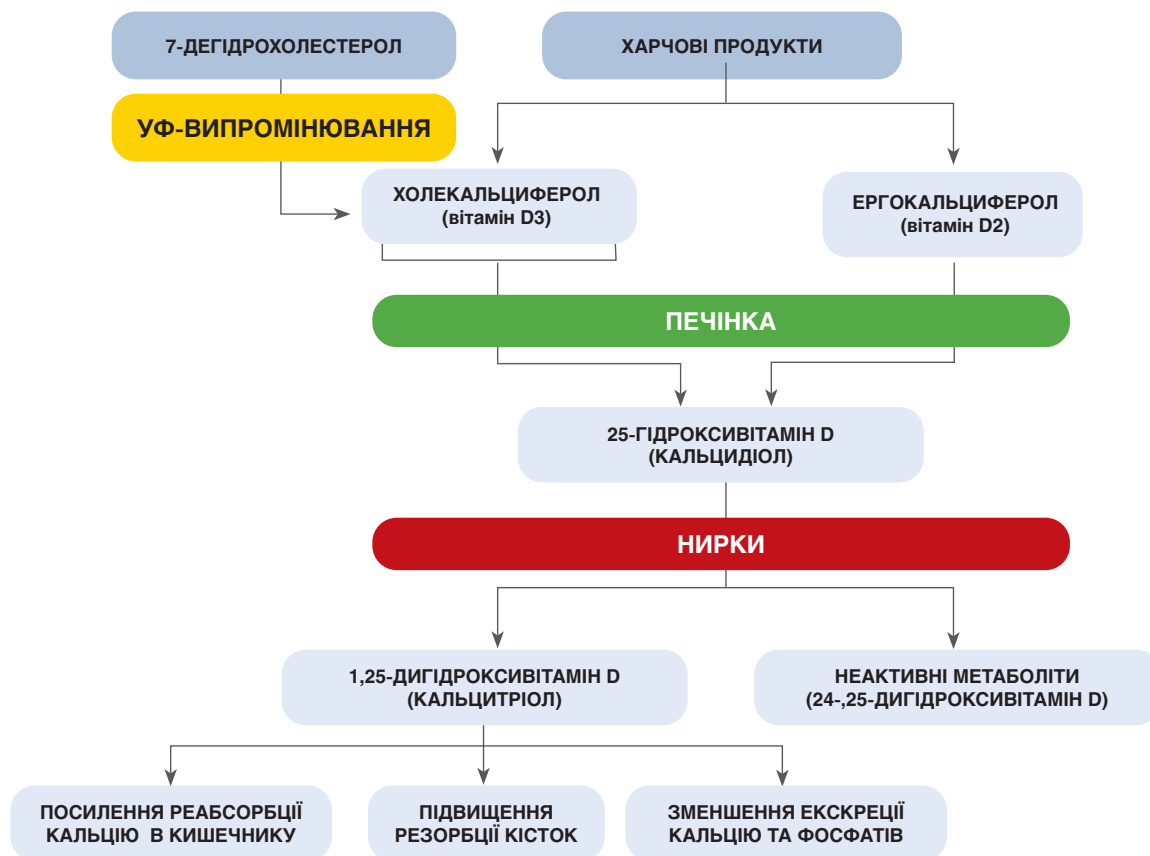 7-ДЕГІДРОХОЛЕСТЕРОЛ
ХАРЧОВІ ПРОДУКТИ
УФ-ВИПРОМІНЮВАННЯ
ХОЛЕКАЛЬЦИФЕРОЛ
(вітамін D3)
ЕРГОКАЛЬЦИФЕРОЛ
(вітамін D2)
ПЕЧІНКА
25-ГІДРОКСИВІТАМІН D
(КАЛЬЦИДІОЛ)
НИРКИ
1,25-ДИГІДРОКСИВІТАМІН D
(КАЛЬЦИТРІОЛ)
НЕАКТИВНІ МЕТАБОЛІТИ
(24-,25-ДИГІДРОКСИВІТАМІН D)
ПОСИЛЕННЯ РЕАБСОРБЦІЇ
КАЛЬЦІЮ В КИШЕЧНИКУ
ПІДВИЩЕННЯ
РЕЗОРБЦІЇ КІСТОК
ЗМЕНШЕННЯ ЕКСКРЕЦІЇ
КАЛЬЦІЮ ТА ФОСФАТІВ